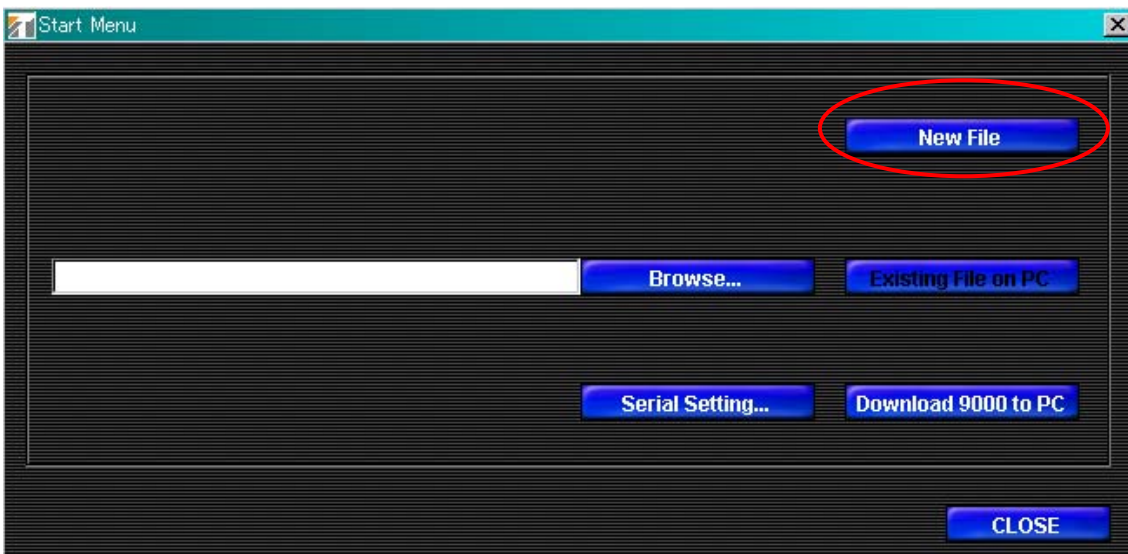 Start Menu
New File
Browse...
Existing File on PC
Serial Setting...
Download 9000 to PC
CLOSE